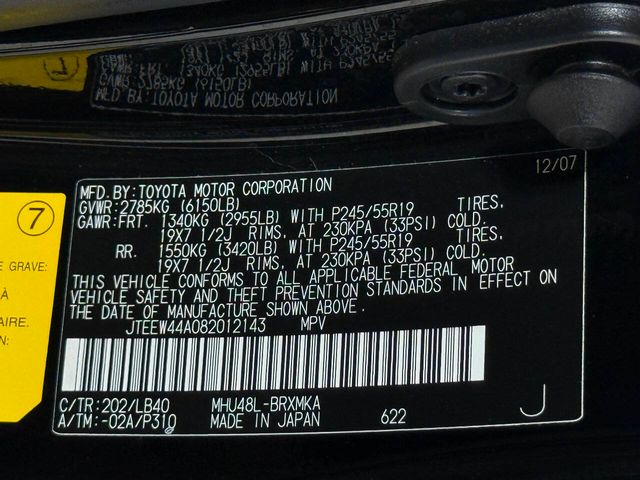 12/07
MFD. BY: TOYOTA MOTOR CORPORATION
GVWR: 2785KG (6150LB)
GAWR: FRT. 1340KG (2955LB) WITH P245/55R19 TIRES,
19X7 1/2J RIMS, AT 230KPA (33PSI) COLD.
RR. 1550KG (3420LB) WITH P245/55R19 TIRES,
19X7 1/2J RIMS, AT 230KPA (33PSI) COLD.
THIS VEHICLE CONFORMS TO ALL APPLICABLE FEDERAL MOTOR
VEHICLE SAFETY AND THEFT PREVENTION STANDARDS IN EFFECT ON
THE DATE OF MANUFACTURE SHOWN ABOVE.
JTEEW44A082012143 MPV
C/TR: 202/LB40 MHU48L-BRXMKA
A/TM: -02A/P310 MADE IN JAPAN 622 J
7
E GRAVE:
À
AIRE.
N: